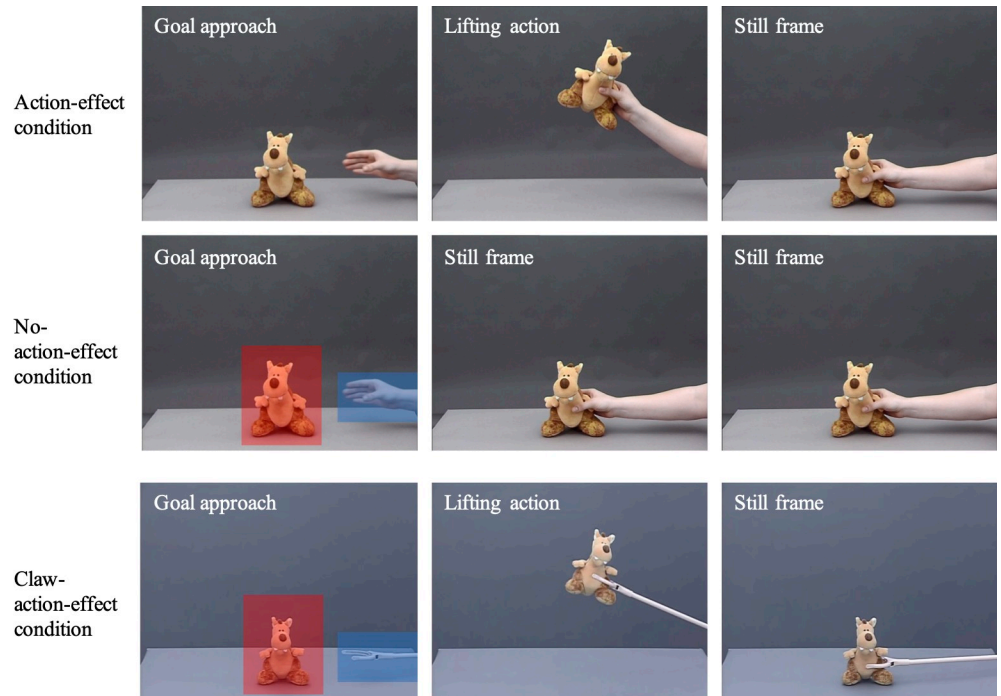 Goal approach
Lifting action
Still frame
Action-effect
condition
Goal approach
Still frame
Still frame
No-
action-effect
condition
Goal approach
Lifting action
Still frame
Claw-
action-effect
condition